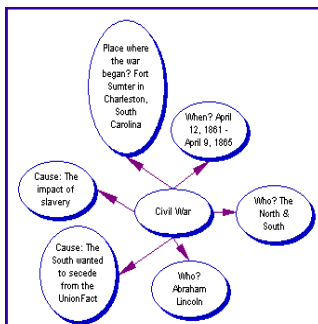 Place where
the war
began? Fort
Sumter in
Charleston,
South
Carolina
When? April
12, 1861 -
April 9, 1865
Cause: The
impact of
slavery
Civil War
Who? The
North &
South
Cause: The
South wanted
to secede
from the
UnionFact
Who?
Abraham
Lincoln